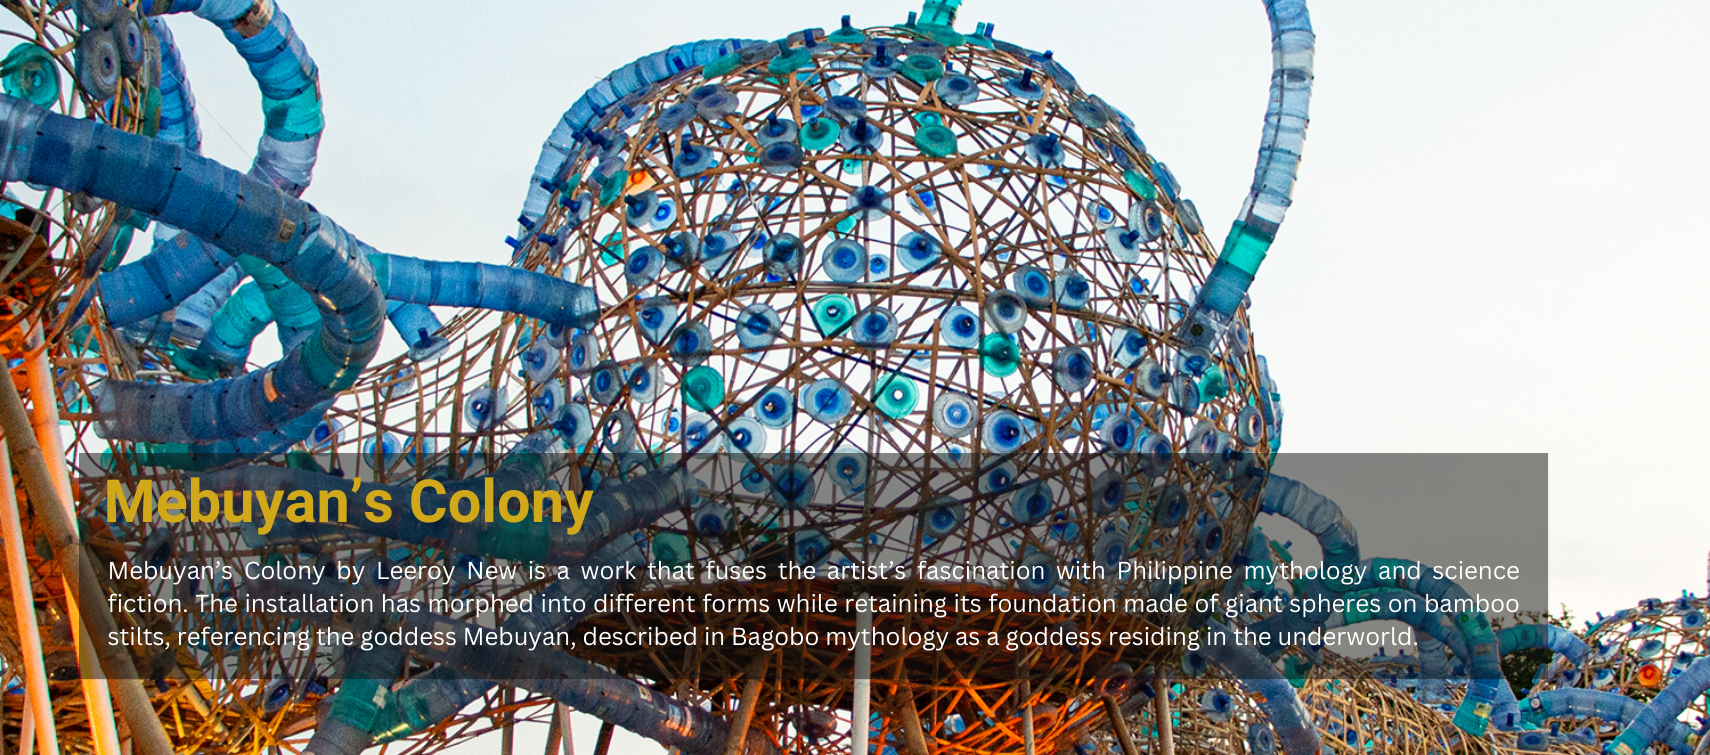 Mebuyan’s Colony
Mebuyan’s Colony by Leeroy New is a work that fuses the artist’s fascination with Philippine mythology and science
fiction. The installation has morphed into different forms while retaining its foundation made of giant spheres on bamboo
stilts, referencing the goddess Mebuyan, described in Bagobo mythology as a goddess residing in the underworld.